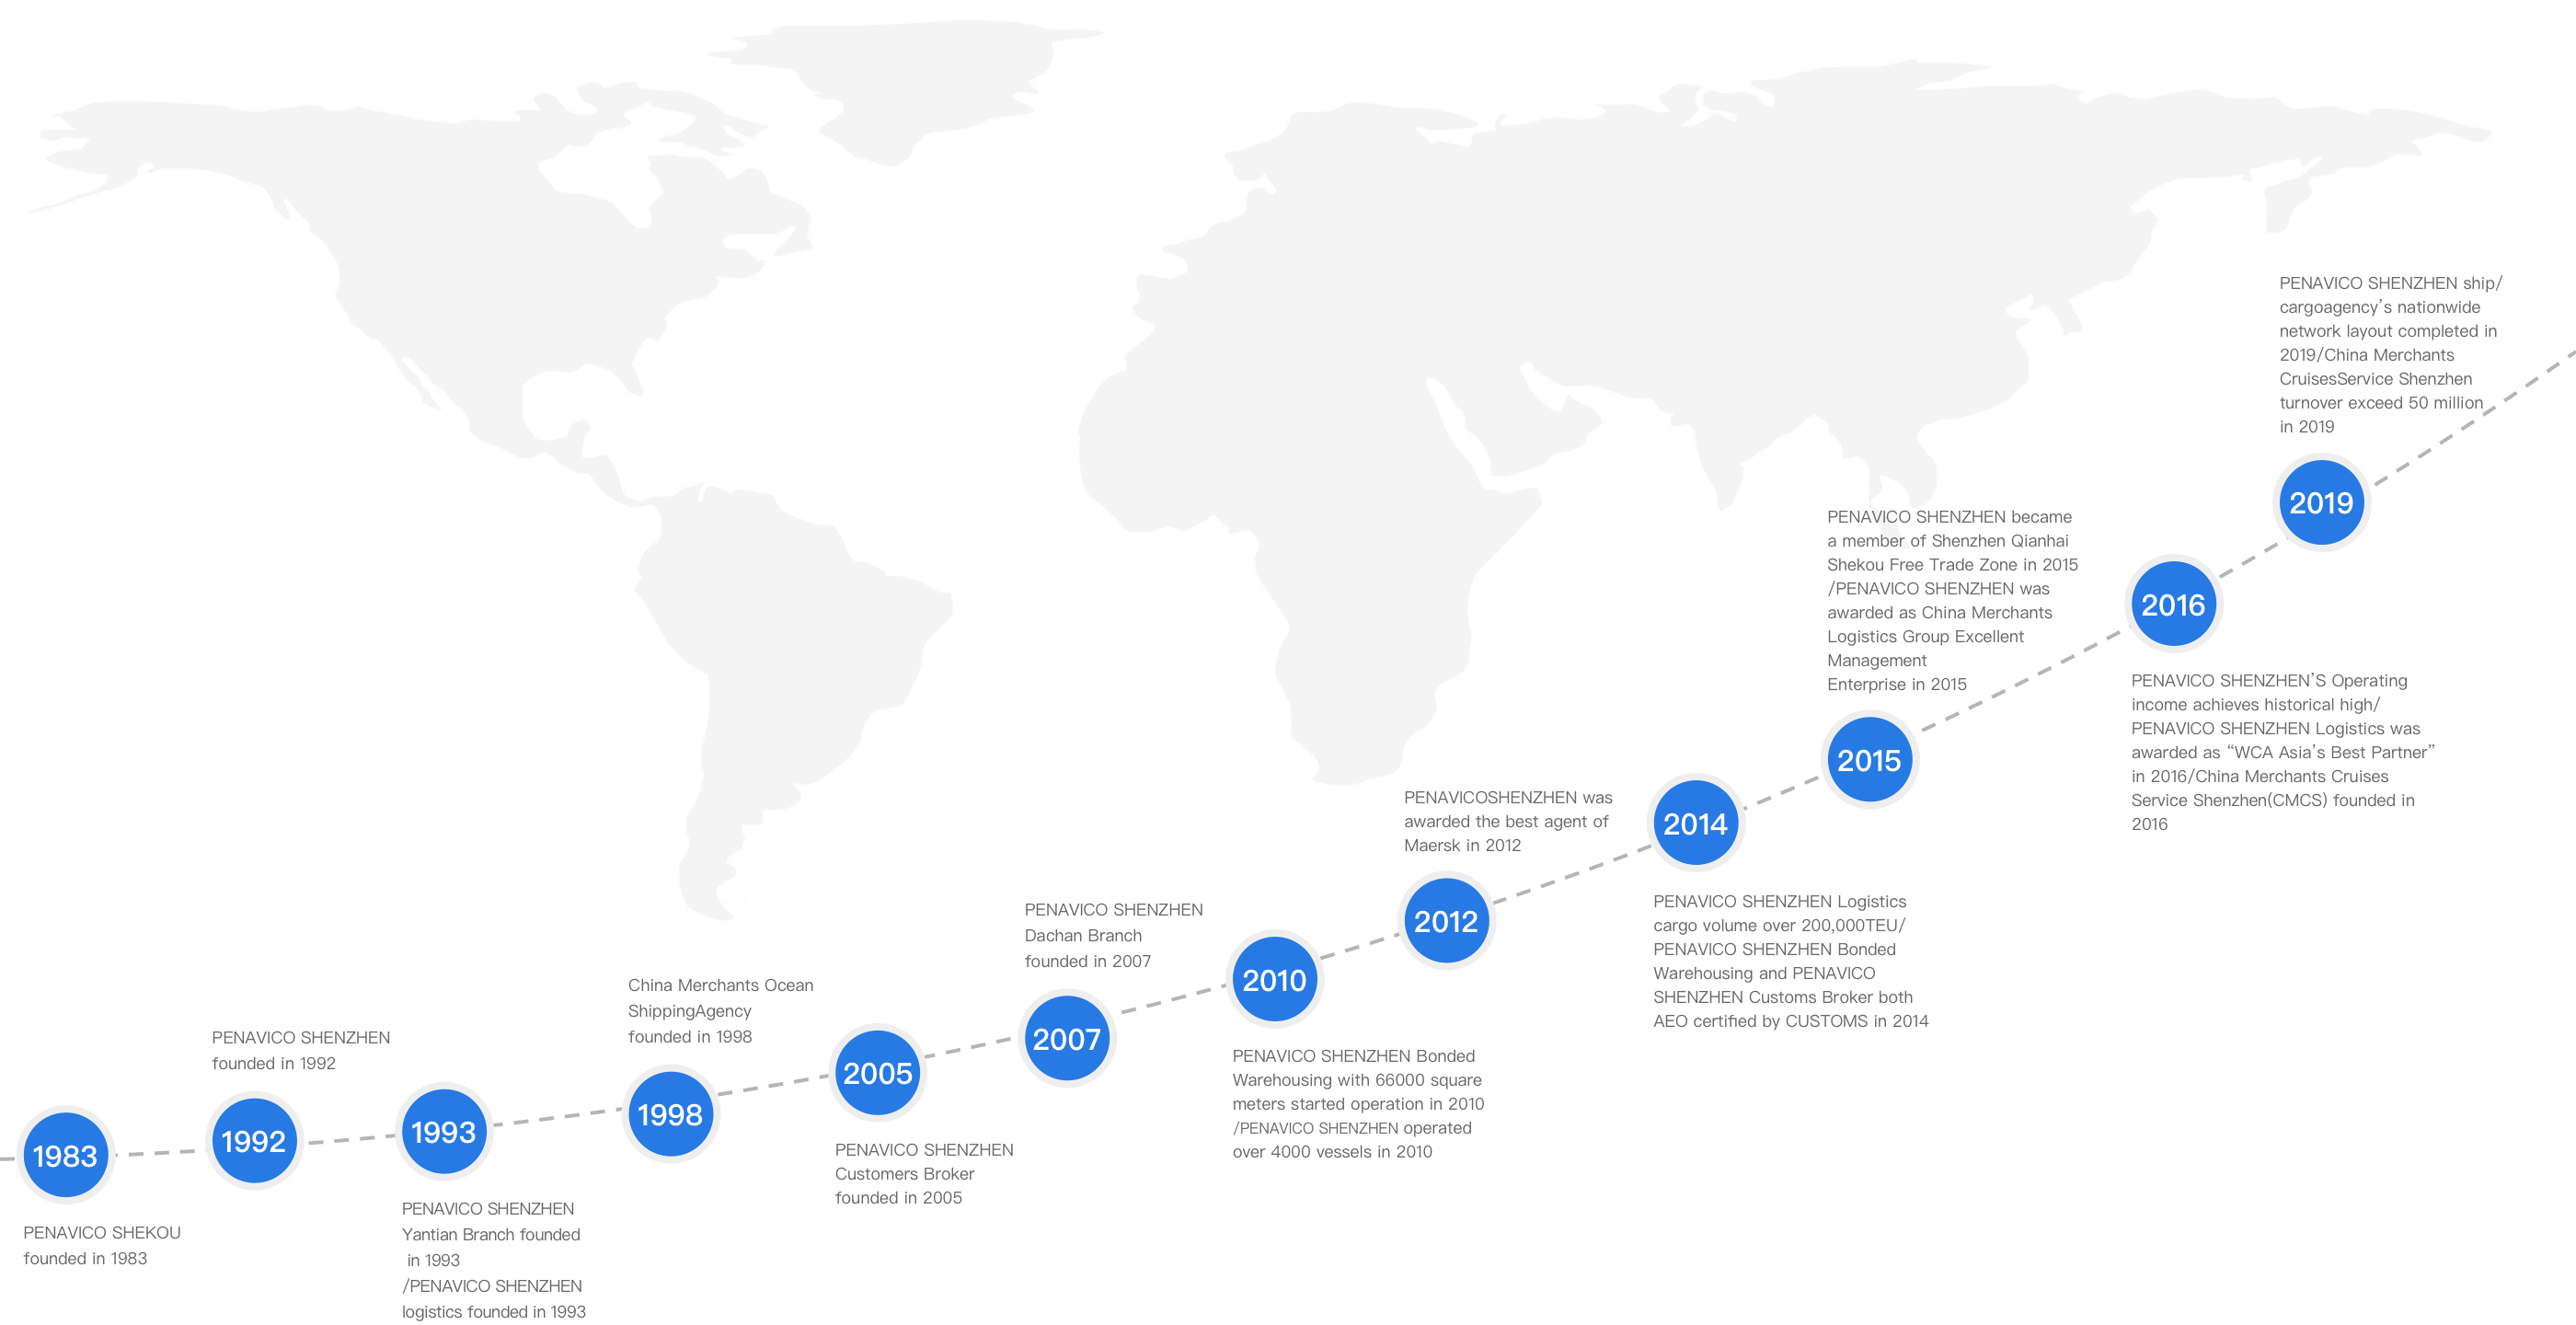 1983
PENAVICO SHEKOU
founded in 1983
PENAVICO SHENZHEN
founded in 1992
1992
1993
PENAVICO SHENZHEN
Yantian Branch founded
in 1993
/PENAVICO SHENZHEN
logistics founded in 1993
China Merchants Ocean
ShippingAgency
founded in 1998
1998
2005
PENAVICO SHENZHEN
Customers Broker
founded in 2005
PENAVICO SHENZHEN
Dachan Branch
founded in 2007
2007
2010
PENAVICO SHENZHEN Bonded
Warehousing with 66000 square
meters started operation in 2010
/PENAVICO SHENZHEN operated
over 4000 vessels in 2010
PENAVICOSHENZHEN was
awarded the best agent of
Maersk in 2012
2012
2014
PENAVICO SHENZHEN Logistics
cargo volume over 200,000TEU/
PENAVICO SHENZHEN Bonded
Warehousing and PENAVICO
SHENZHEN Customs Broker both
AEO certified by CUSTOMS in 2014
PENAVICO SHENZHEN became
a member of Shenzhen Qianhai
Shekou Free Trade Zone in 2015
/PENAVICO SHENZHEN was
awarded as China Merchants
Logistics Group Excellent
Management
Enterprise in 2015
2015
2016
PENAVICO SHENZHEN’S Operating
income achieves historical high/
PENAVICO SHENZHEN Logistics was
awarded as “WCA Asia’s Best Partner”
in 2016/China Merchants Cruises
Service Shenzhen(CMCS) founded in
2016
PENAVICO SHENZHEN ship/
cargoagency’s nationwide
network layout completed in
2019/China Merchants
CruisesService Shenzhen
turnover exceed 50 million
in 2019
2019